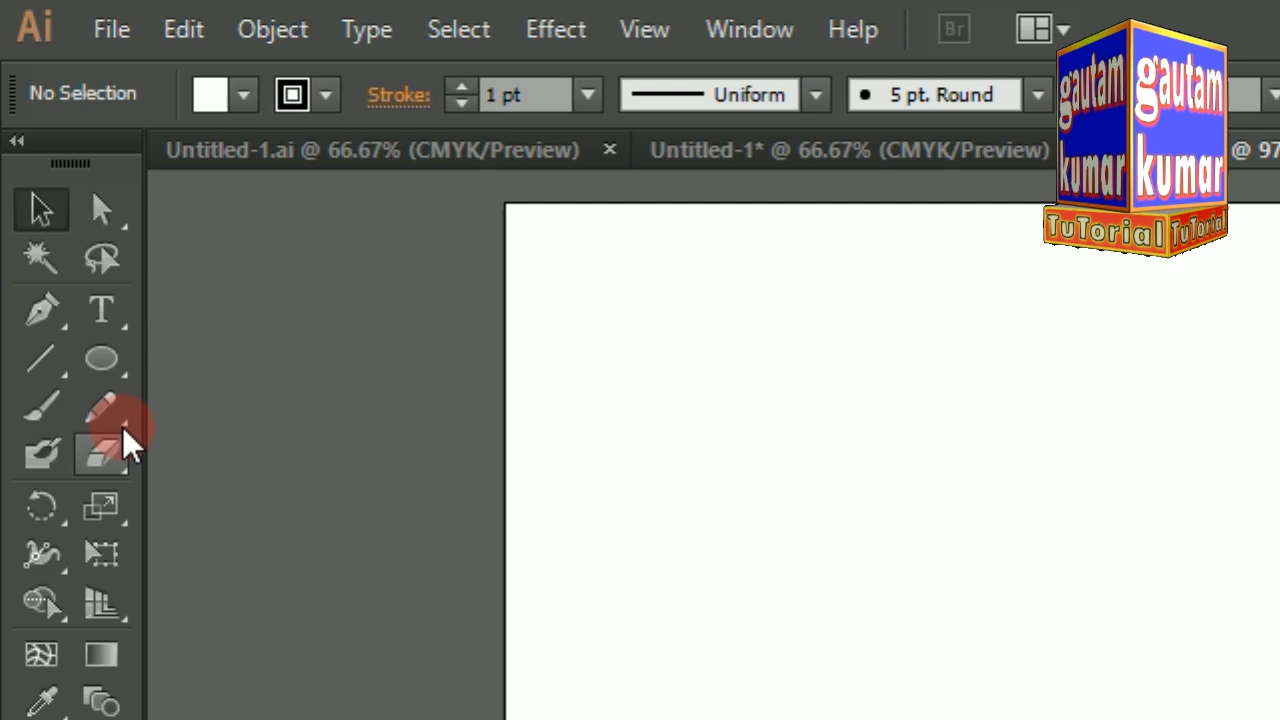 Ai File Edit Object Type Select Effect View Window Help Br
No Selection Stroke: 1 pt Uniform 5 pt. Round
Untitled-1.ai @ 66.67% (CMYK/Preview) × Untitled-1* @ 66.67% (CMYK/Preview) @ 97
T
gautam gautam
kumar kumar
TuTorial TuTorial